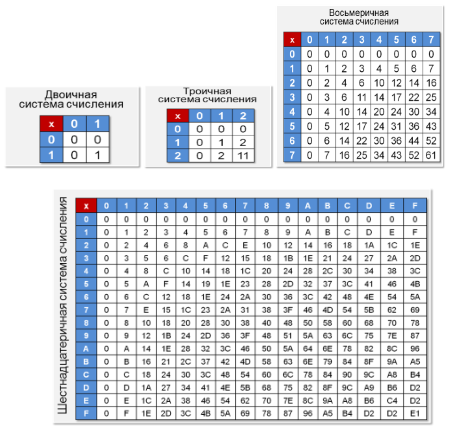 Восьмеричная
система счисления
x 0 1 2 3 4 5 6 7
0 0 0 0 0 0 0 0 0
1 0 1 2 3 4 5 6 7
2 0 2 4 6 10 12 14 16
3 0 3 6 11 14 17 22 25
4 0 4 10 14 20 24 30 34
5 0 5 12 17 24 31 36 43
6 0 6 14 22 30 36 44 52
7 0 7 16 25 34 43 52 61
Двоичная
система счисления
x 0 1
0 0 0
1 0 1
Троичная
система счисления
x 0 1 2
0 0 0 0
1 0 1 2
2 0 2 11
Шестнадцатеричная система счисления
x 0 1 2 3 4 5 6 7 8 9 A B C D E F
0 0 0 0 0 0 0 0 0 0 0 0 0 0 0 0 0
1 0 1 2 3 4 5 6 7 8 9 A B C D E F
2 0 2 4 6 8 A C E 10 12 14 16 18 1A 1C 1E
3 0 3 6 9 C F 12 15 18 1B 1E 21 24 27 2A 2D
4 0 4 8 C 10 14 18 1C 20 24 28 2C 30 34 38 3C
5 0 5 A F 14 19 1E 23 28 2D 32 37 3C 41 46 4B
6 0 6 C 12 18 1E 24 2A 30 36 3C 42 48 4E 54 5A
7 0 7 E 15 1C 23 2A 31 38 3F 46 4D 54 5B 62 69
8 0 8 10 18 20 28 30 38 40 48 50 58 60 68 70 78
9 0 9 12 1B 24 2D 36 3F 48 51 5A 63 6C 75 7E 87
A 0 A 14 1E 28 32 3C 46 50 5A 64 6E 78 82 8C 96
B 0 B 16 21 2C 37 42 4D 58 63 6E 79 84 8F 9A A5
C 0 C 18 24 30 3C 48 54 60 6C 78 84 90 9C A8 B4
D 0 D 1A 27 34 41 4E 5B 68 75 82 8F 9C A9 B6 D2
E 0 E 1C 2A 38 46 54 62 70 7E 8C 9A A8 B6 C4 D2
F 0 F 1E 2D 3C 4B 5A 69 78 87 96 A5 B4 D2 D2 E1